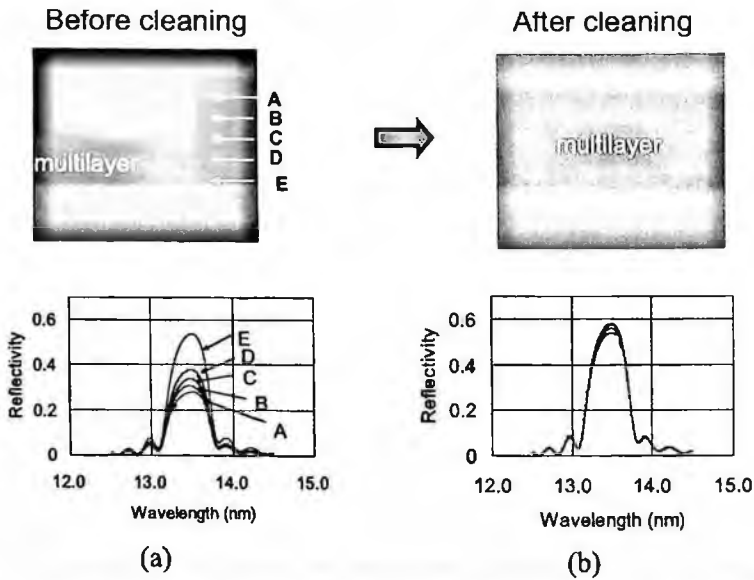 Before cleaning
After cleaning
A
B
C
D
E
multilayer
multilayer
Reflectivity
0.6
0.4
0.2
0
E
D
C
B
A
12.0 13.0 14.0 15.0
Wavelength (nm)
(a)
Reflectivity
0.6
0.4
0.2
0
12.0 13.0 14.0 15.0
Wavelength (nm)
(b)